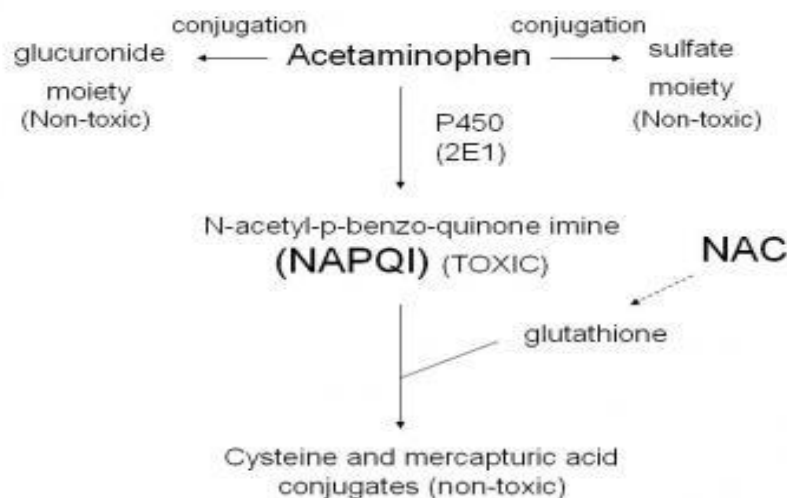 conjugation
conjugation
glucuronide
Acetaminophen
sulfate
moiety
(Non-toxic)
moiety
(Non-toxic)
P450
(2E1)
N-acetyl-p-benzo-quinone imine
(NAPQI) (TOXIC)
NAC
glutathione
Cysteine and mercapturic acid
conjugates (non-toxic)